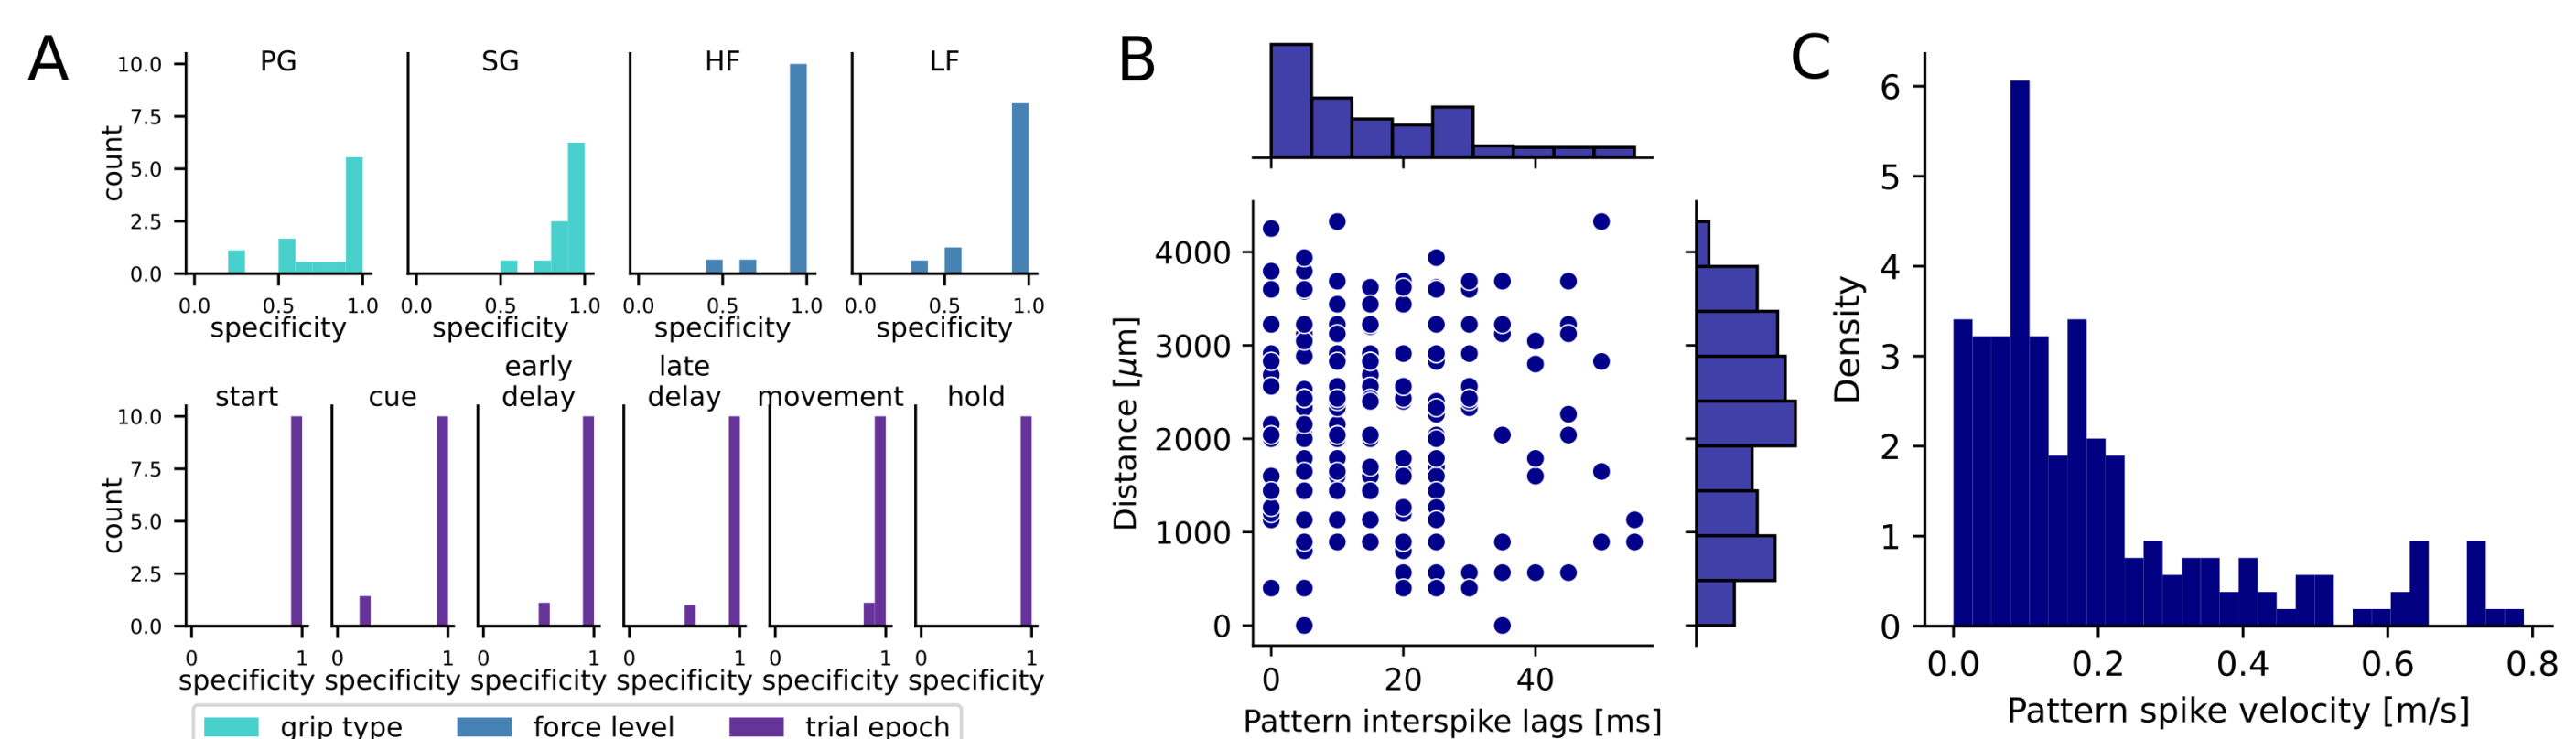 A
PG SG HF LF
10.0
7.5
5.0
2.5
0.0
count
0.0 0.5 1.0 0.0 0.5 1.0 0.0 0.5 1.0 0.0 0.5 1.0
specificity specificity specificity specificity
start cue early delay late delay movement hold
10.0
7.5
5.0
2.5
0.0
count
0 1 0 1 0 1 0 1 0 1 0 1
specificity specificity specificity specificity specificity specificity
grip type force level trial epoch
B
4000
3000
2000
1000
0
Distance [μm]
0 20 40
Pattern interspike lags [ms]
C
6
5
4
3
2
1
0
Density
0.0 0.2 0.4 0.6 0.8
Pattern spike velocity [m/s]